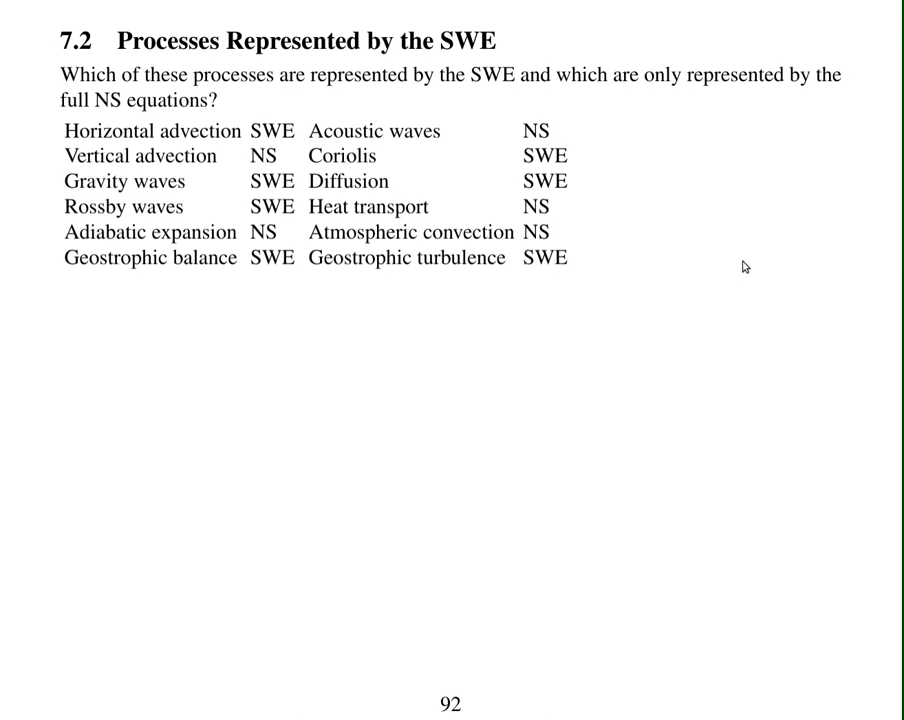 7.2 Processes Represented by the SWE
Which of these processes are represented by the SWE and which are only represented by the
full NS equations?
Horizontal advection SWE Acoustic waves NS
Vertical advection NS Coriolis SWE
Gravity waves SWE Diffusion SWE
Rossby waves SWE Heat transport NS
Adiabatic expansion NS Atmospheric convection NS
Geostrophic balance SWE Geostrophic turbulence SWE
92